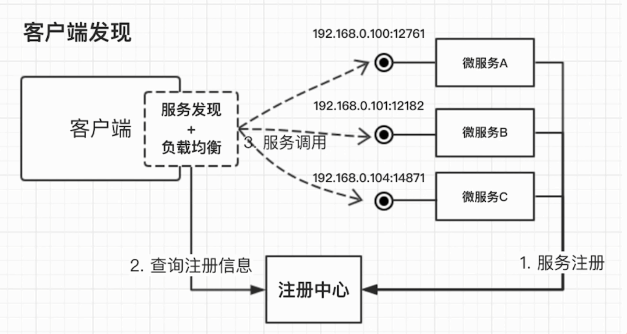 客户端发现
192.168.0.100:12761
微服务A
客户端
服务发现
+
负载均衡
192.168.0.101:12182
微服务B
3. 服务调用
192.168.0.104:14871
微服务C
2. 查询注册信息
1. 服务注册
注册中心